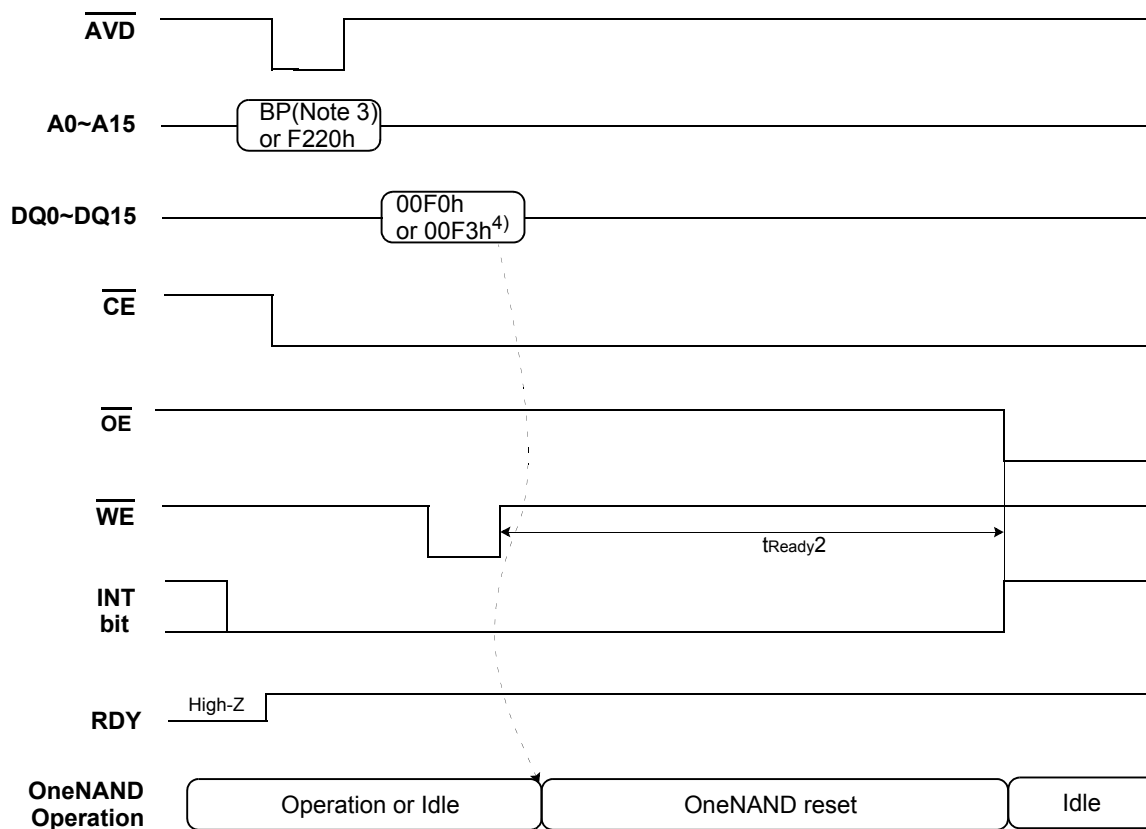 AVD
A0~A15
BP(Note 3)
or F220h
DQ0~DQ15
00F0h
or 00F3h4)
CE
OE
WE
tReady2
INT
bit
High-Z
RDY
OneNAND
Operation
Operation or Idle
OneNAND reset
Idle